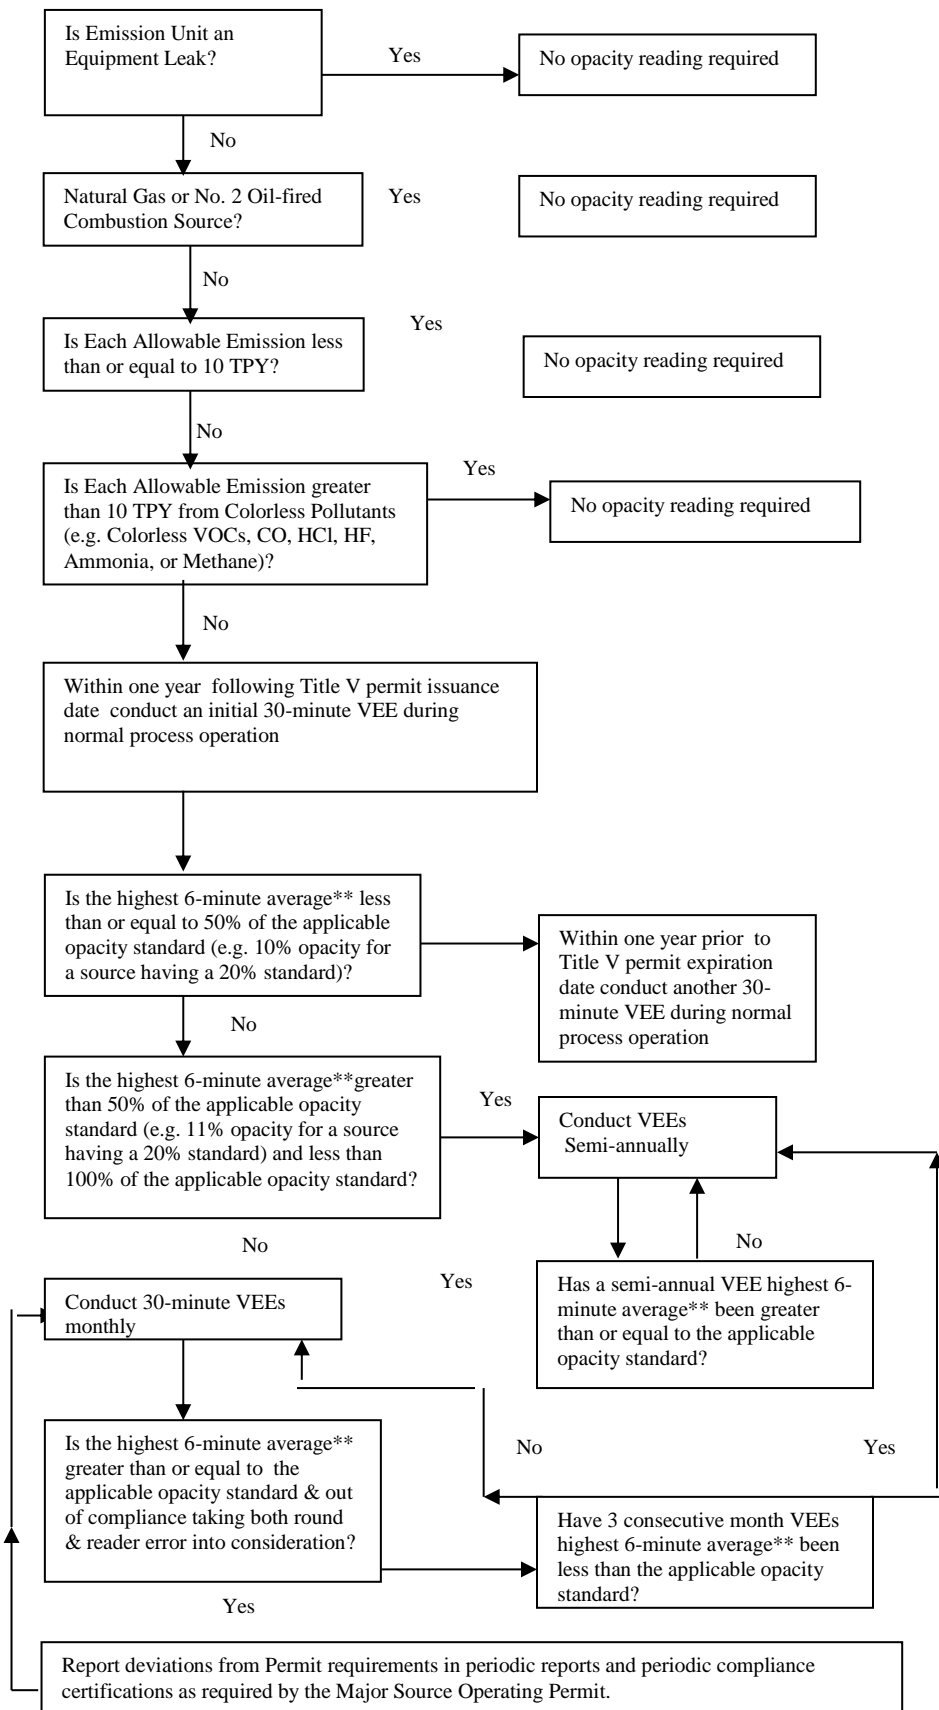 Is Emission Unit an
Equipment Leak?
Yes
No opacity reading required
No
Natural Gas or No. 2 Oil-fired
Combustion Source?
Yes
No opacity reading required
No
Is Each Allowable Emission less
than or equal to 10 TPY?
Yes
No opacity reading required
No
Is Each Allowable Emission greater
than 10 TPY from Colorless Pollutants
(e.g. Colorless VOCs, CO, HCl, HF,
Ammonia, or Methane)?
Yes
No opacity reading required
No
Within one year following Title V permit issuance
date conduct an initial 30-minute VEE during
normal process operation
Is the highest 6-minute average** less
than or equal to 50% of the applicable
opacity standard (e.g. 10% opacity for
a source having a 20% standard)?
Within one year prior to
Title V permit expiration
date conduct another 30-
minute VEE during normal
process operation
No
Is the highest 6-minute average**greater
than 50% of the applicable opacity
standard (e.g. 11% opacity for a source
having a 20% standard) and less than
100% of the applicable opacity standard?
Yes
Conduct VEEs
Semi-annually
No
No
Yes
Has a semi-annual VEE highest 6-
minute average** been greater
than or equal to the applicable
opacity standard?
Conduct 30-minute VEEs
monthly
Is the highest 6-minute average**
greater than or equal to the
applicable opacity standard & out
of compliance taking both round
& reader error into consideration?
No
Yes
Have 3 consecutive month VEEs
highest 6-minute average** been
less than the applicable opacity
standard?
Yes
Report deviations from Permit requirements in periodic reports and periodic compliance
certifications as required by the Major Source Operating Permit.